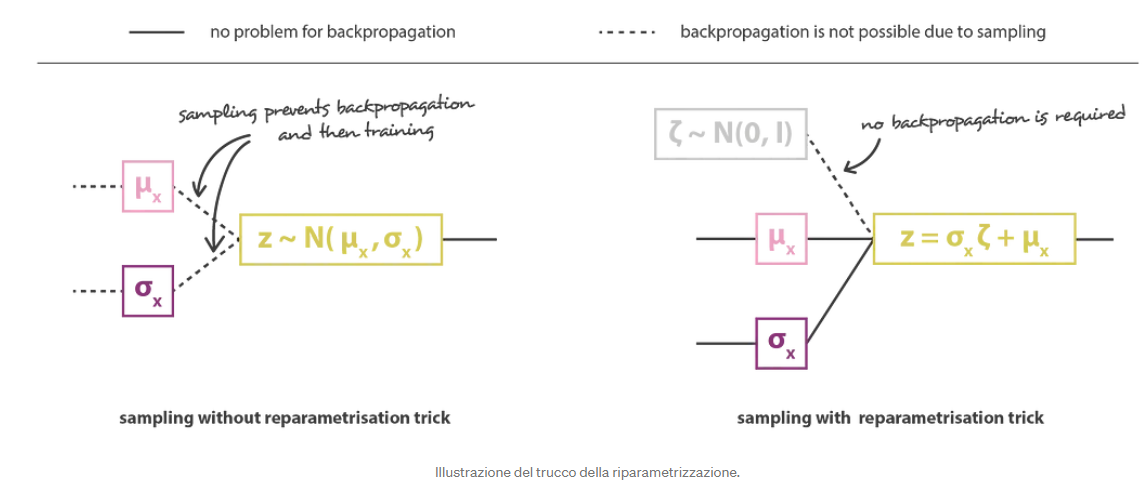 no problem for backpropagation
backpropagation is not possible due to sampling
sampling prevents backpropagation
and then training
μx
σx
z ~ N( μx , σx )
sampling without reparametrisation trick
ζ ~ N(0, I)
no backpropagation is required
μx
σx
z = σx ζ + μx
sampling with reparametrisation trick
Illustrazione del trucco della riparametrizzazione.